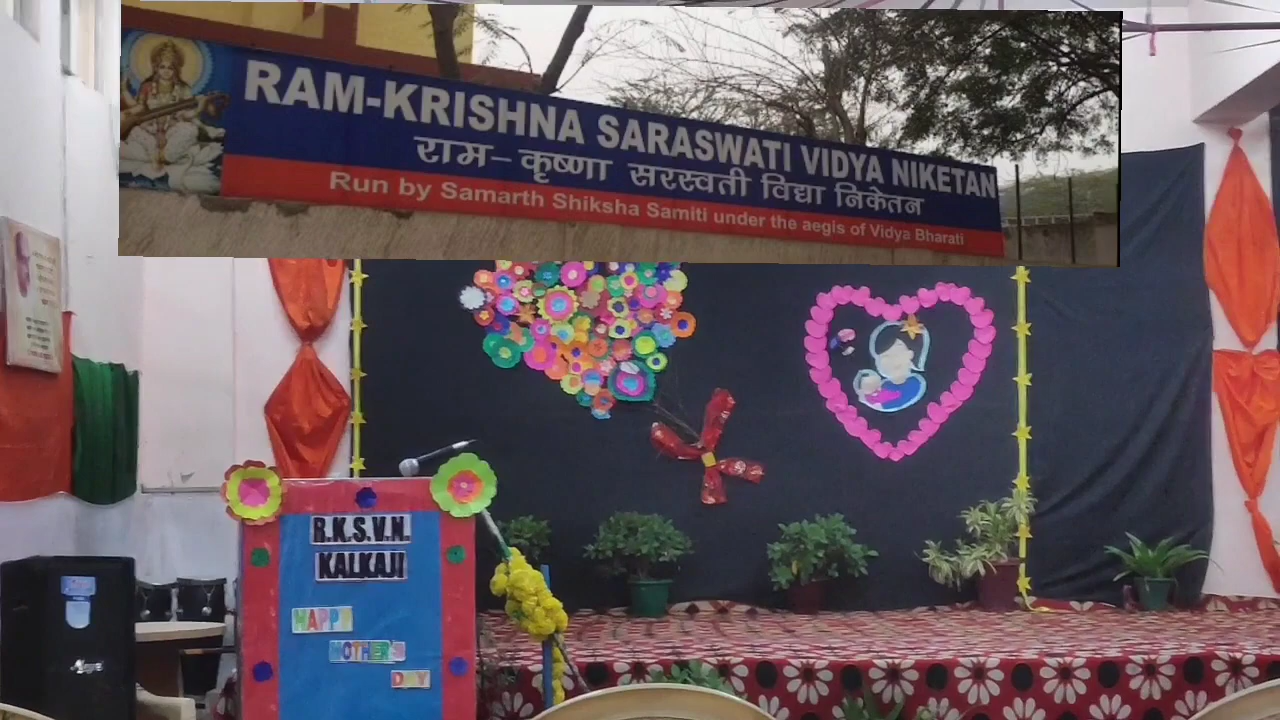 RAM-KRISHNA SARASWATI VIDYA NIKETAN
राम-कृष्णा सरस्वती विद्या निकेतन
Run by Samarth Shiksha Samiti under the aegis of Vidya Bharati
R.K.S.V.N.
KALKAJI
HAPPY
MOTHER'S
DAY